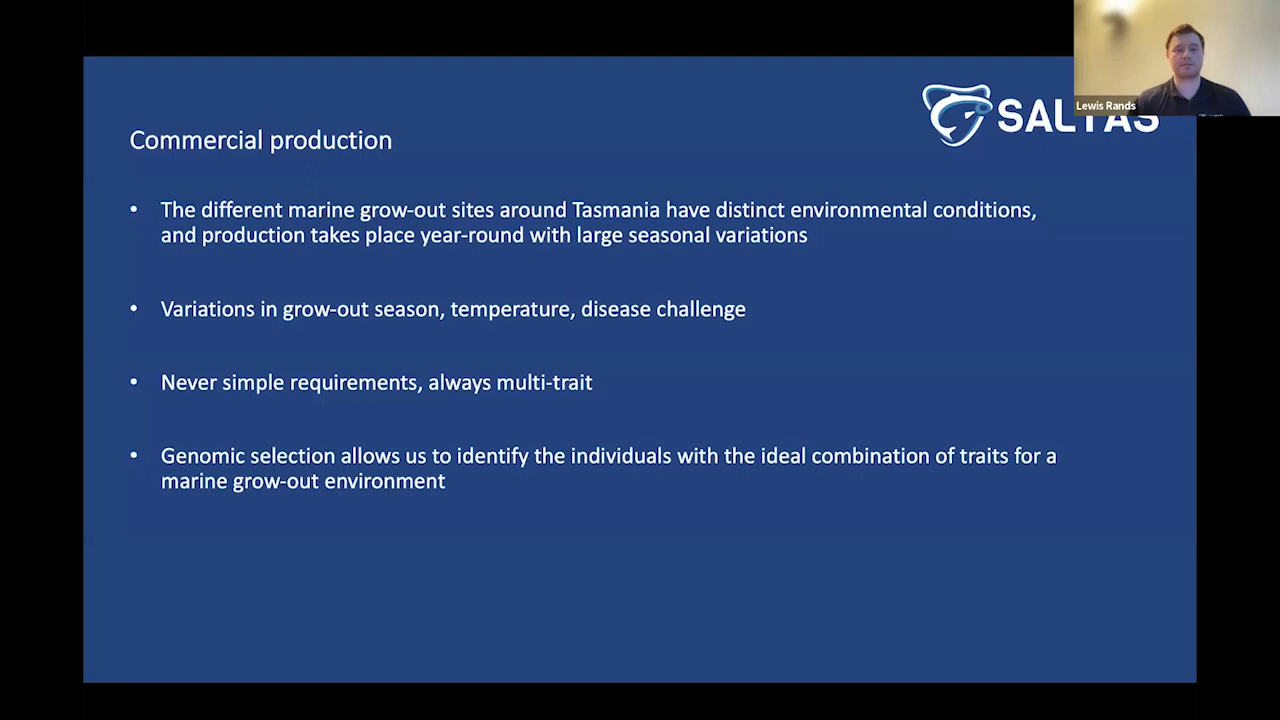 SALTAS
Lewis Rands
Commercial production
• The different marine grow-out sites around Tasmania have distinct environmental conditions,
and production takes place year-round with large seasonal variations
• Variations in grow-out season, temperature, disease challenge
• Never simple requirements, always multi-trait
• Genomic selection allows us to identify the individuals with the ideal combination of traits for a
marine grow-out environment